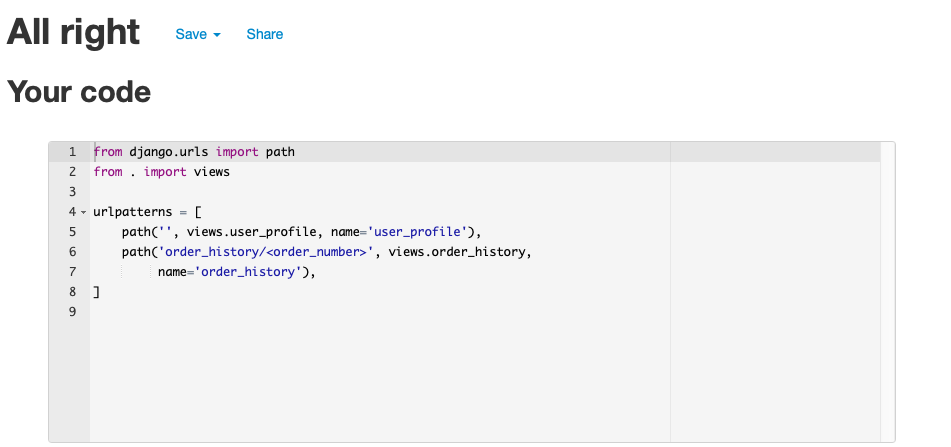 All right Save Share
Your code
1 from django.urls import path
2 from . import views
3
4 urlpatterns = [
5     path('', views.user_profile, name='user_profile'),
6     path('order_history/<order_number>', views.order_history,
7          name='order_history'),
8 ]
9